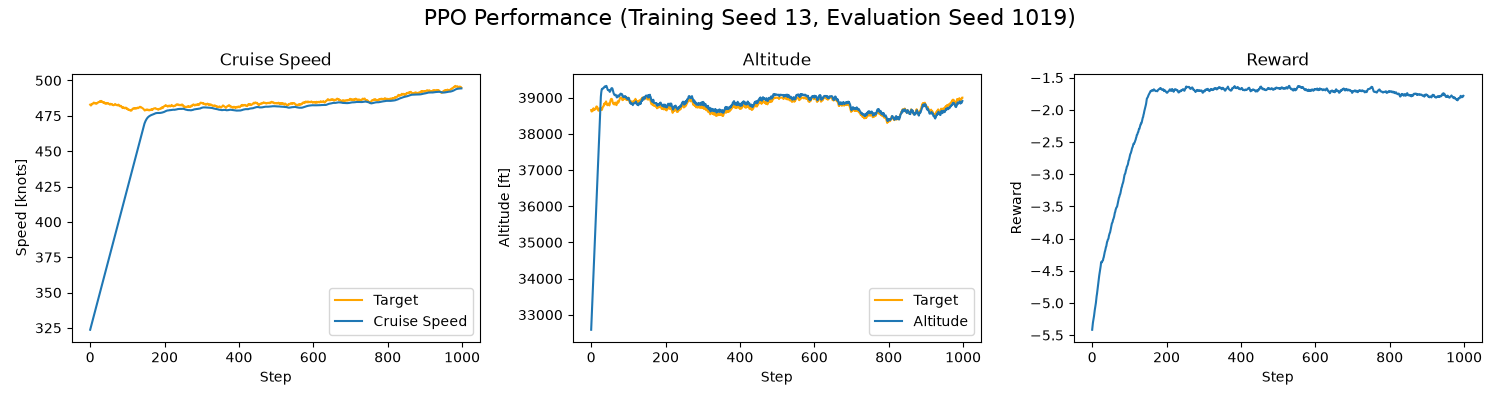 PPO Performance (Training Seed 13, Evaluation Seed 1019)
Cruise Speed
500
475
450
425
400
375
350
325
Speed [knots]
0 200 400 600 800 1000
Step
Target
Cruise Speed
Altitude
39000
38000
37000
36000
35000
34000
33000
Altitude [ft]
0 200 400 600 800 1000
Step
Target
Altitude
Reward
−1.5
−2.0
−2.5
−3.0
−3.5
−4.0
−4.5
−5.0
−5.5
Reward
0 200 400 600 800 1000
Step